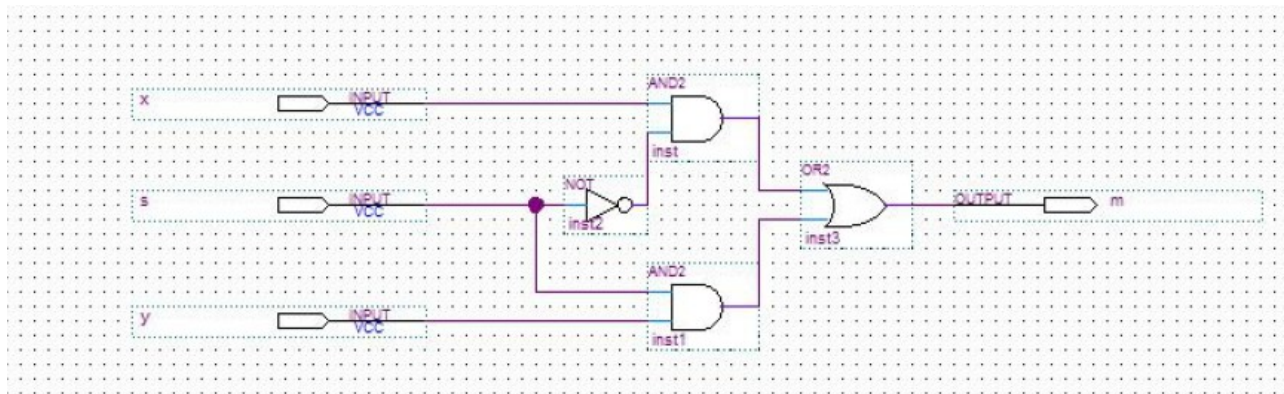 AND2
x
INPUT
VCC
inst
NOT
OR2
s
INPUT
VCC
inst2
OUTPUT
m
inst3
AND2
y
INPUT
VCC
inst1